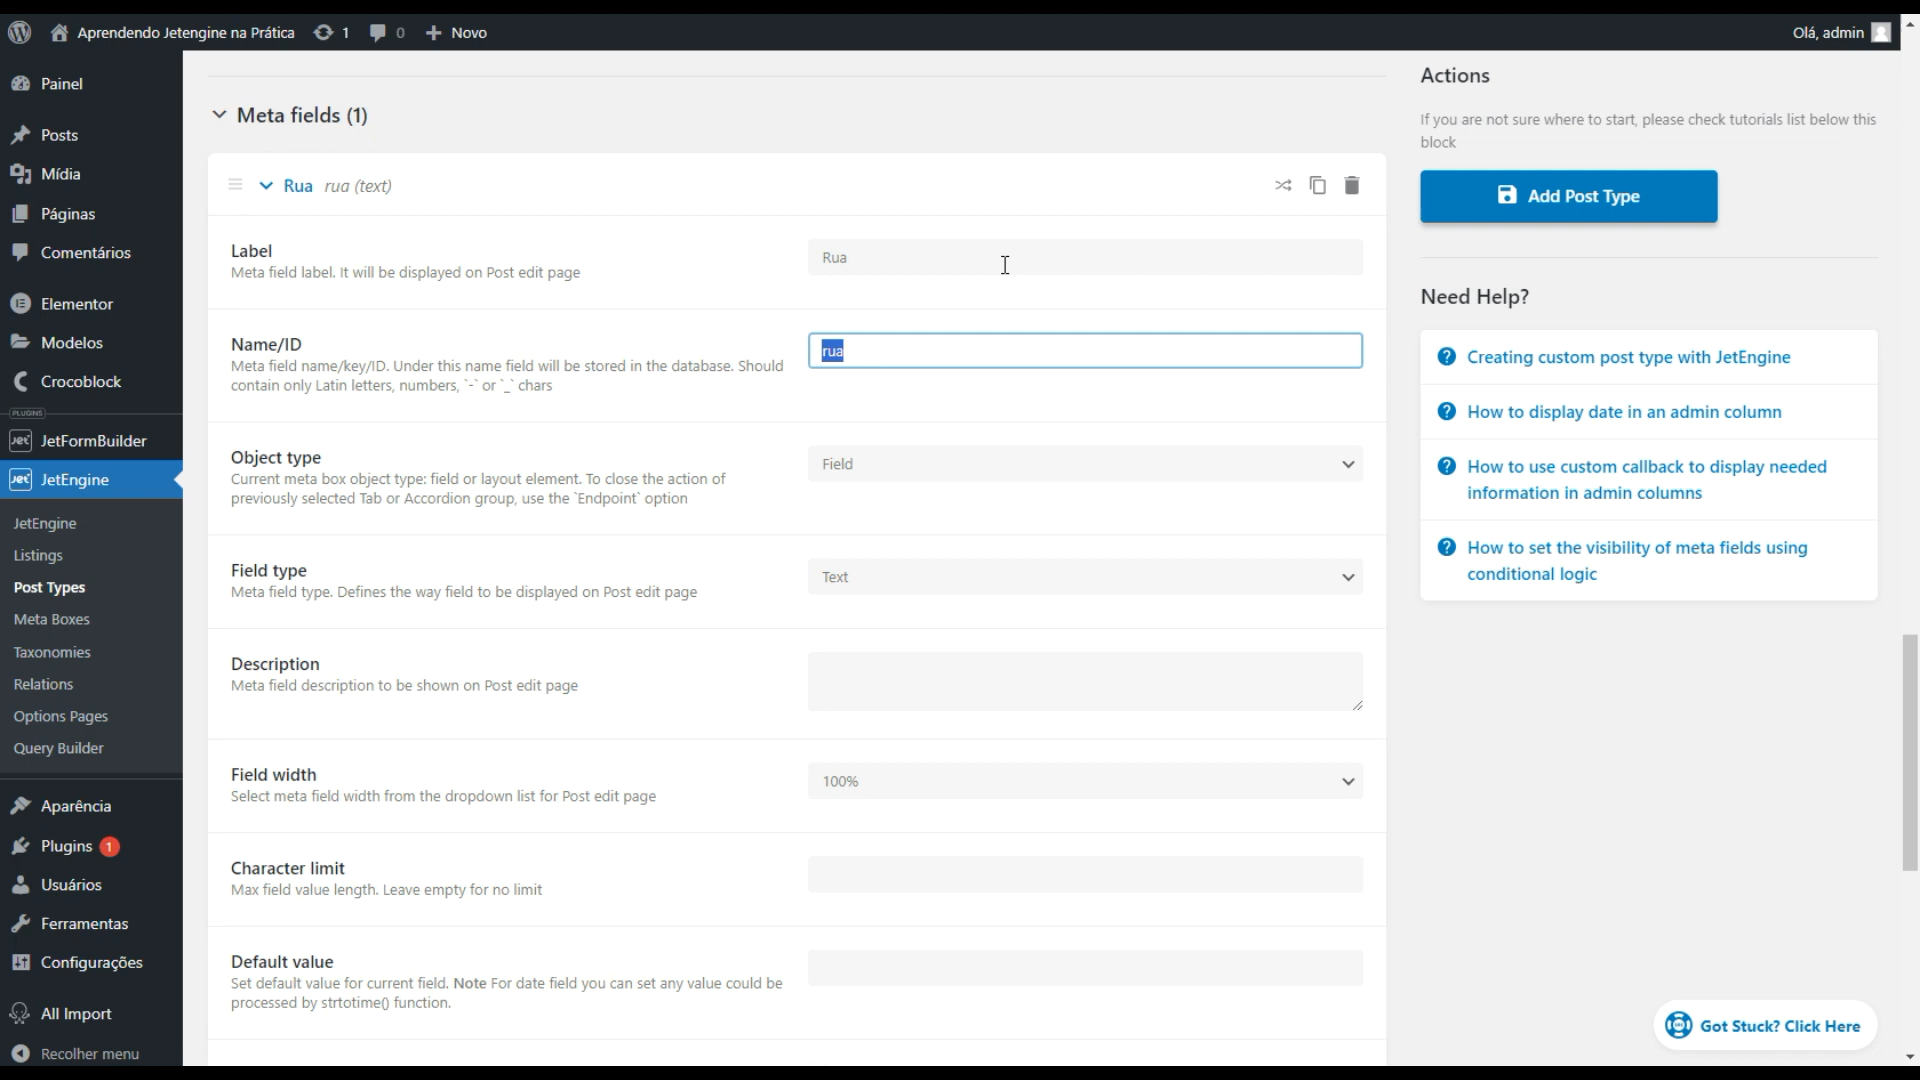 Aprendendo Jetengine na Prática 1 0 Novo Olá, admin
Painel
Posts
Mídia
Páginas
Comentários
Elementor
Modelos
Crocoblock
PLUGINS
JetFormBuilder
JetEngine
JetEngine
Listings
Post Types
Meta Boxes
Taxonomies
Relations
Options Pages
Query Builder
Aparência
Plugins 1
Usuários
Ferramentas
Configurações
All Import
Recolher menu
Meta fields (1)
Rua rua (text)
Label
Meta field label. It will be displayed on Post edit page
Rua
Name/ID
Meta field name/key/ID. Under this name field will be stored in the database. Should
contain only Latin letters, numbers, `-` or `_` chars
rua
Object type
Current meta box object type: field or layout element. To close the action of
previously selected Tab or Accordion group, use the `Endpoint` option
Field
Field type
Meta field type. Defines the way field to be displayed on Post edit page
Text
Description
Meta field description to be shown on Post edit page
Field width
Select meta field width from the dropdown list for Post edit page
100%
Character limit
Max field value length. Leave empty for no limit
Default value
Set default value for current field. Note For date field you can set any value could be
processed by strtotime() function.
Actions
If you are not sure where to start, please check tutorials list below this
block
Add Post Type
Need Help?
Creating custom post type with JetEngine
How to display date in an admin column
How to use custom callback to display needed
information in admin columns
How to set the visibility of meta fields using
conditional logic
Got Stuck? Click Here